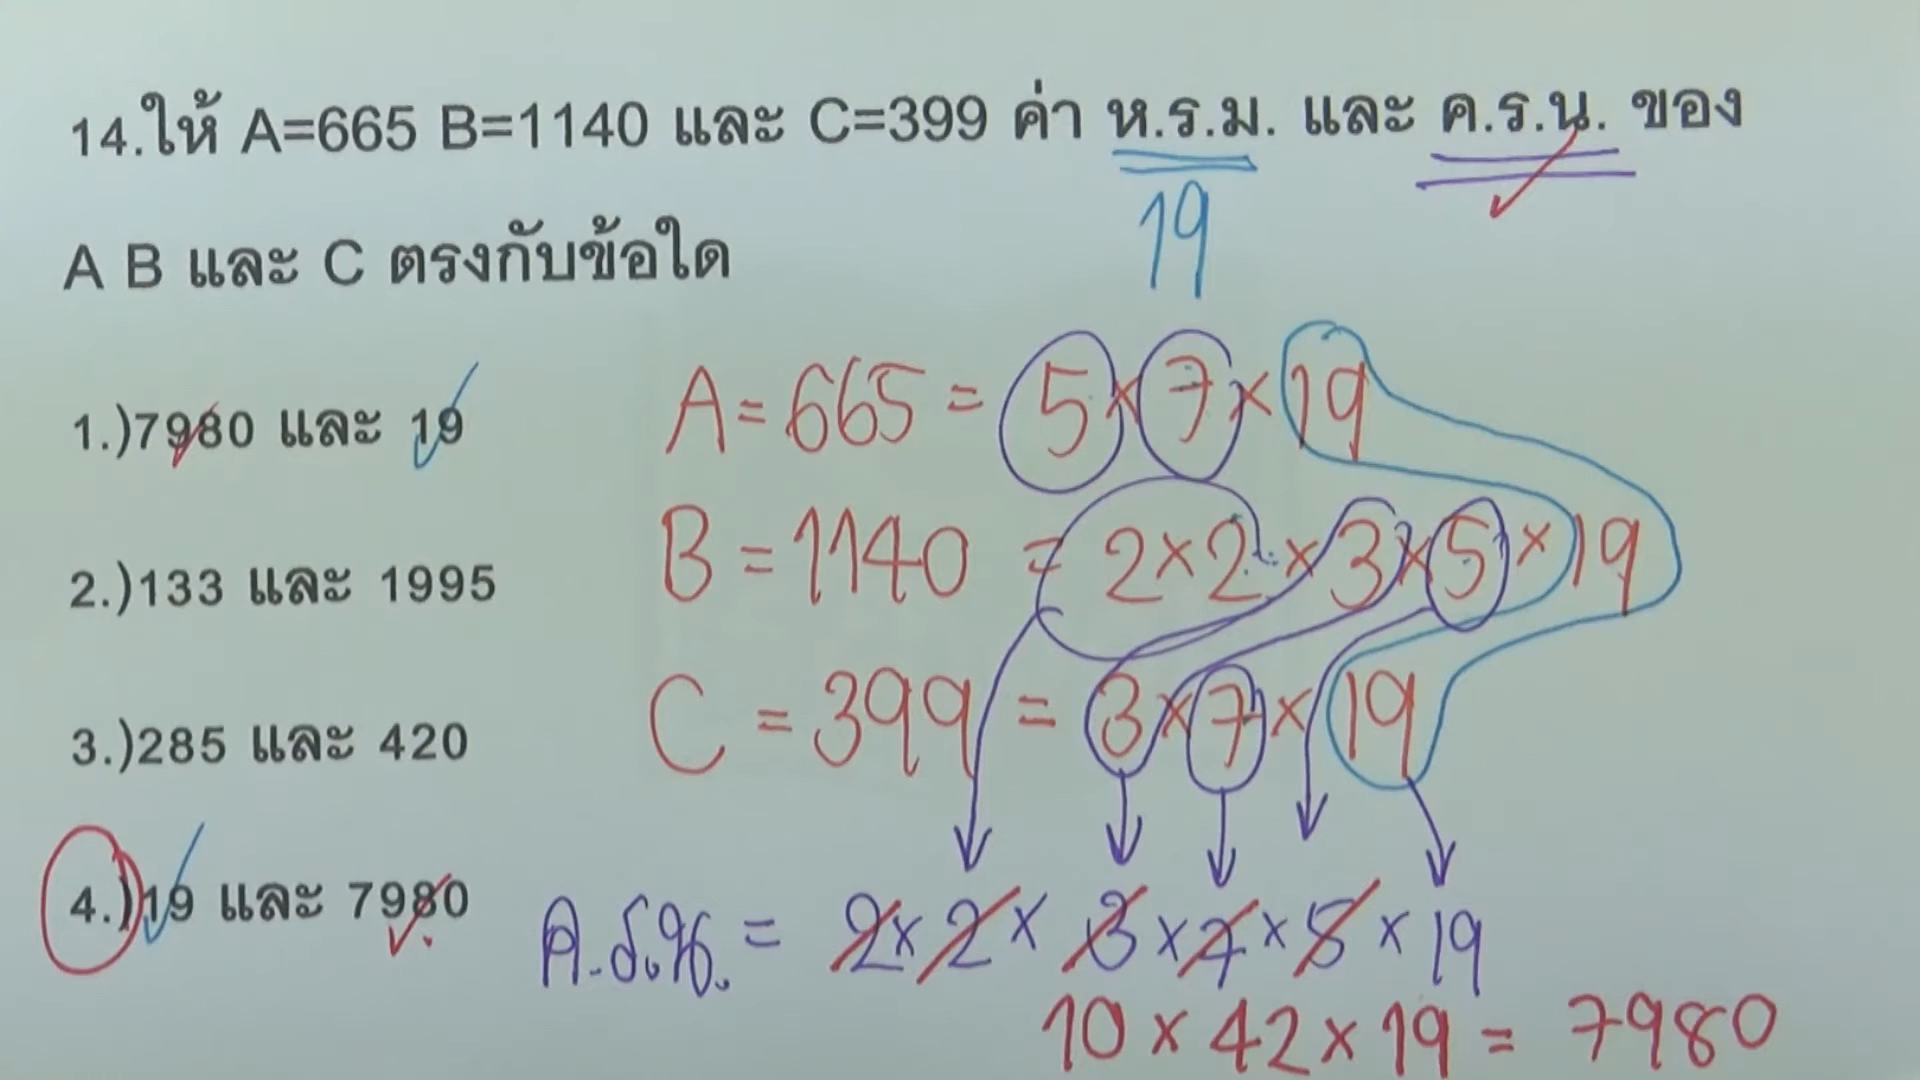 14.ให้ A=665 B=1140 และ C=399 ค่า ห.ร.ม. และ ค.ร.น. ของ
19
A B และ C ตรงกับข้อใด
1.)7980 และ 19
A = 665 = 5 × 7 × 19
2.)133 และ 1995
B = 1140 = 2 × 2 × 3 × 5 × 19
3.)285 และ 420
C = 399 = 3 × 7 × 19
4.)19 และ 7980
ค.ร.น. = 2 × 2 × 3 × 7 × 5 × 19
10 × 42 × 19 = 7980